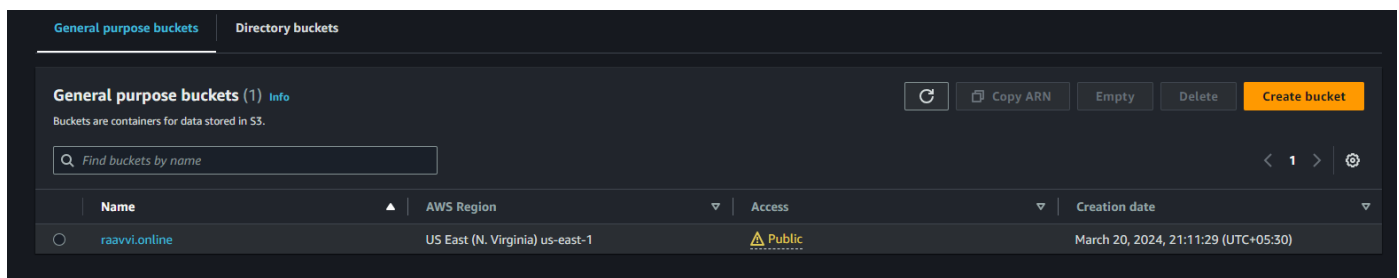 General purpose buckets Directory buckets
General purpose buckets (1) Info
Copy ARN Empty Delete Create bucket
Buckets are containers for data stored in S3.
Find buckets by name
1
Name AWS Region Access Creation date
raavvi.online US East (N. Virginia) us-east-1 Public March 20, 2024, 21:11:29 (UTC+05:30)